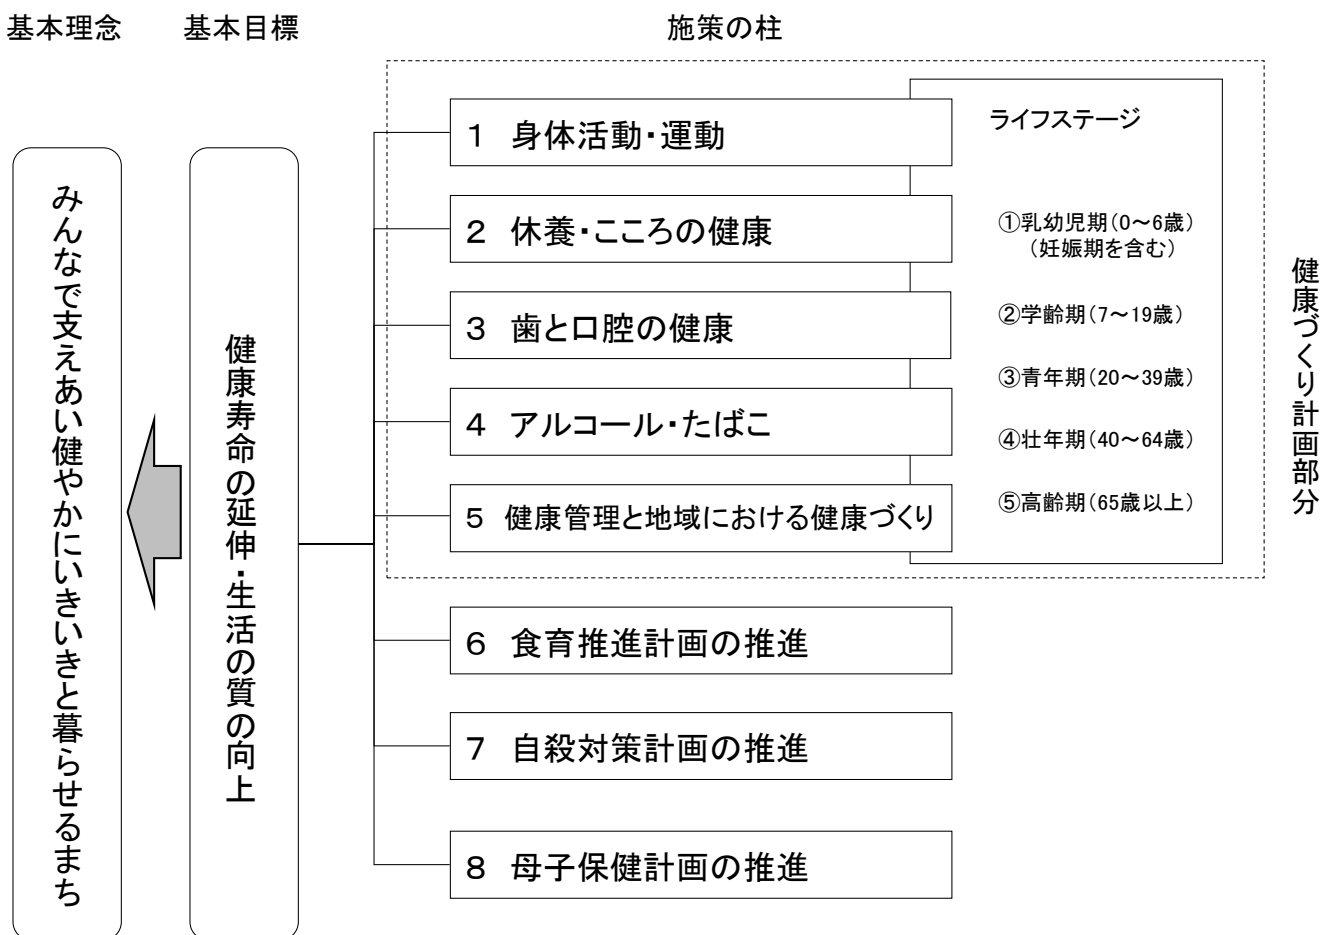 基本理念
基本目標
施策の柱
みんなで支えあい健やかにいきいきと暮らせるまち
健康寿命の延伸・生活の質の向上
1 身体活動・運動
2 休養・こころの健康
3 歯と口腔の健康
4 アルコール・たばこ
5 健康管理と地域における健康づくり
6 食育推進計画の推進
7 自殺対策計画の推進
8 母子保健計画の推進
ライフステージ
①乳幼児期(0～6歳)
(妊娠期を含む)
②学齢期(7～19歳)
③青年期(20～39歳)
④壮年期(40～64歳)
⑤高齢期(65歳以上)
健康づくり計画部分